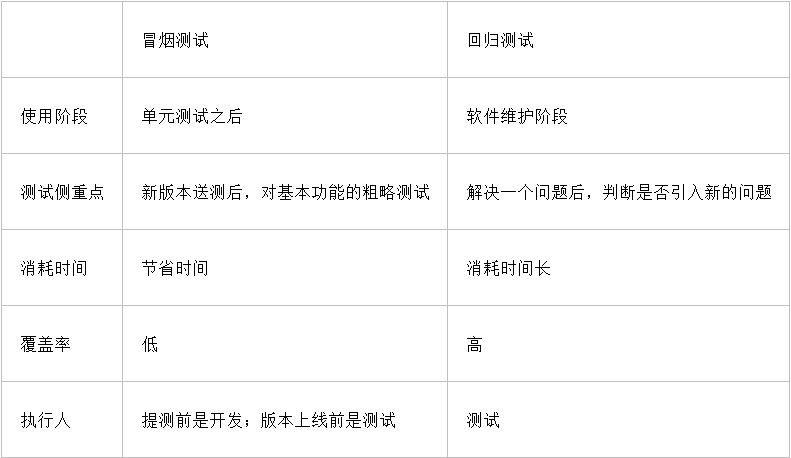 冒烟测试 回归测试
使用阶段 单元测试之后 软件维护阶段
测试侧重点 新版本送测后，对基本功能的粗略测试 解决一个问题后，判断是否引入新的问题
消耗时间 节省时间 消耗时间长
覆盖率 低 高
执行人 提测前是开发；版本上线前是测试 测试